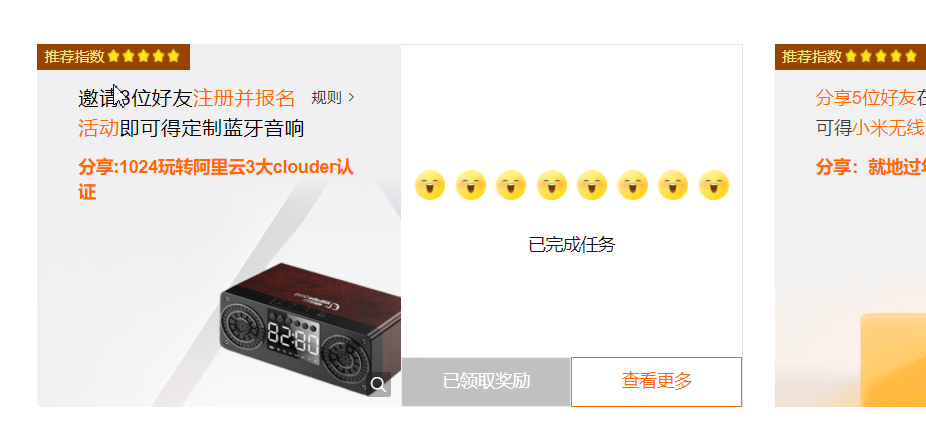 推荐指数
邀请3位好友注册并报名
规则
活动即可得定制蓝牙音响
分享:1024玩转阿里云3大clouder认
证
82:80
已完成任务
已领取奖励
查看更多
推荐指数
分享5位好友在
可得小米无线
分享：就地过年